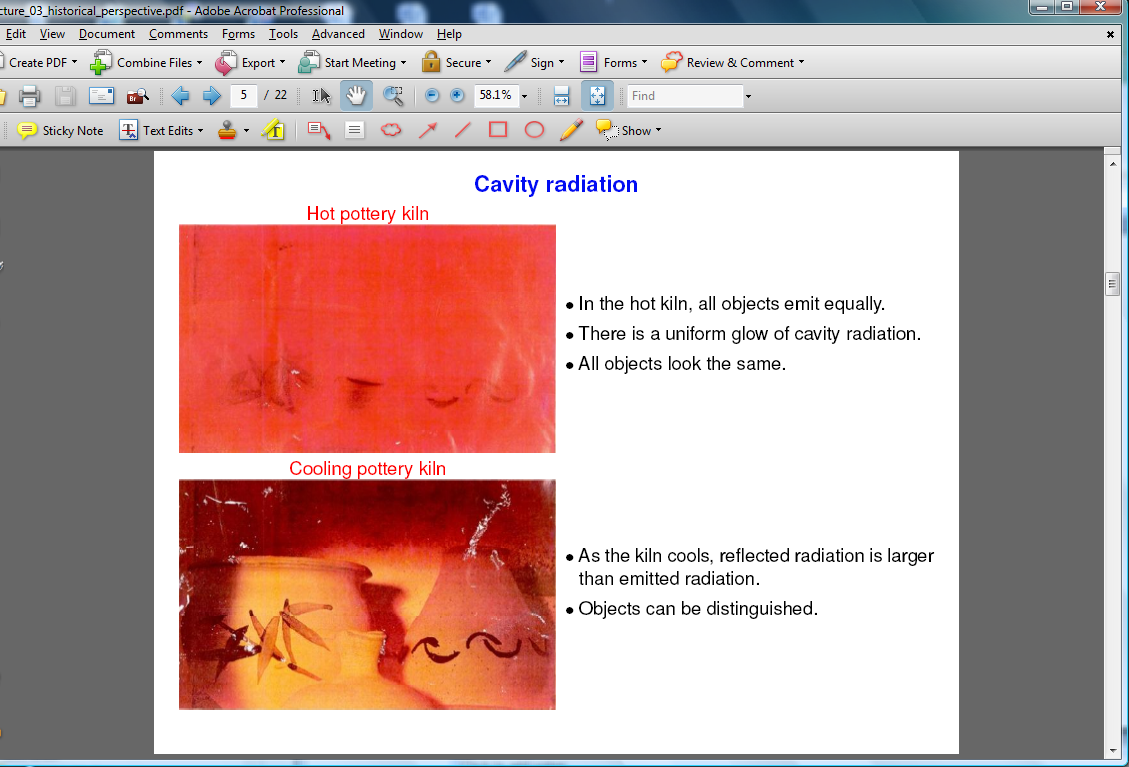 cture_03_historical_perspective.pdf - Adobe Acrobat Professional
Edit View Document Comments Forms Tools Advanced Window Help
Create PDF Combine Files Export Start Meeting Secure Sign Forms Review & Comment
Br 5 / 22 58.1% Find
Sticky Note Text Edits Show
Cavity radiation
Hot pottery kiln
• In the hot kiln, all objects emit equally.
• There is a uniform glow of cavity radiation.
• All objects look the same.
Cooling pottery kiln
• As the kiln cools, reflected radiation is larger
than emitted radiation.
• Objects can be distinguished.